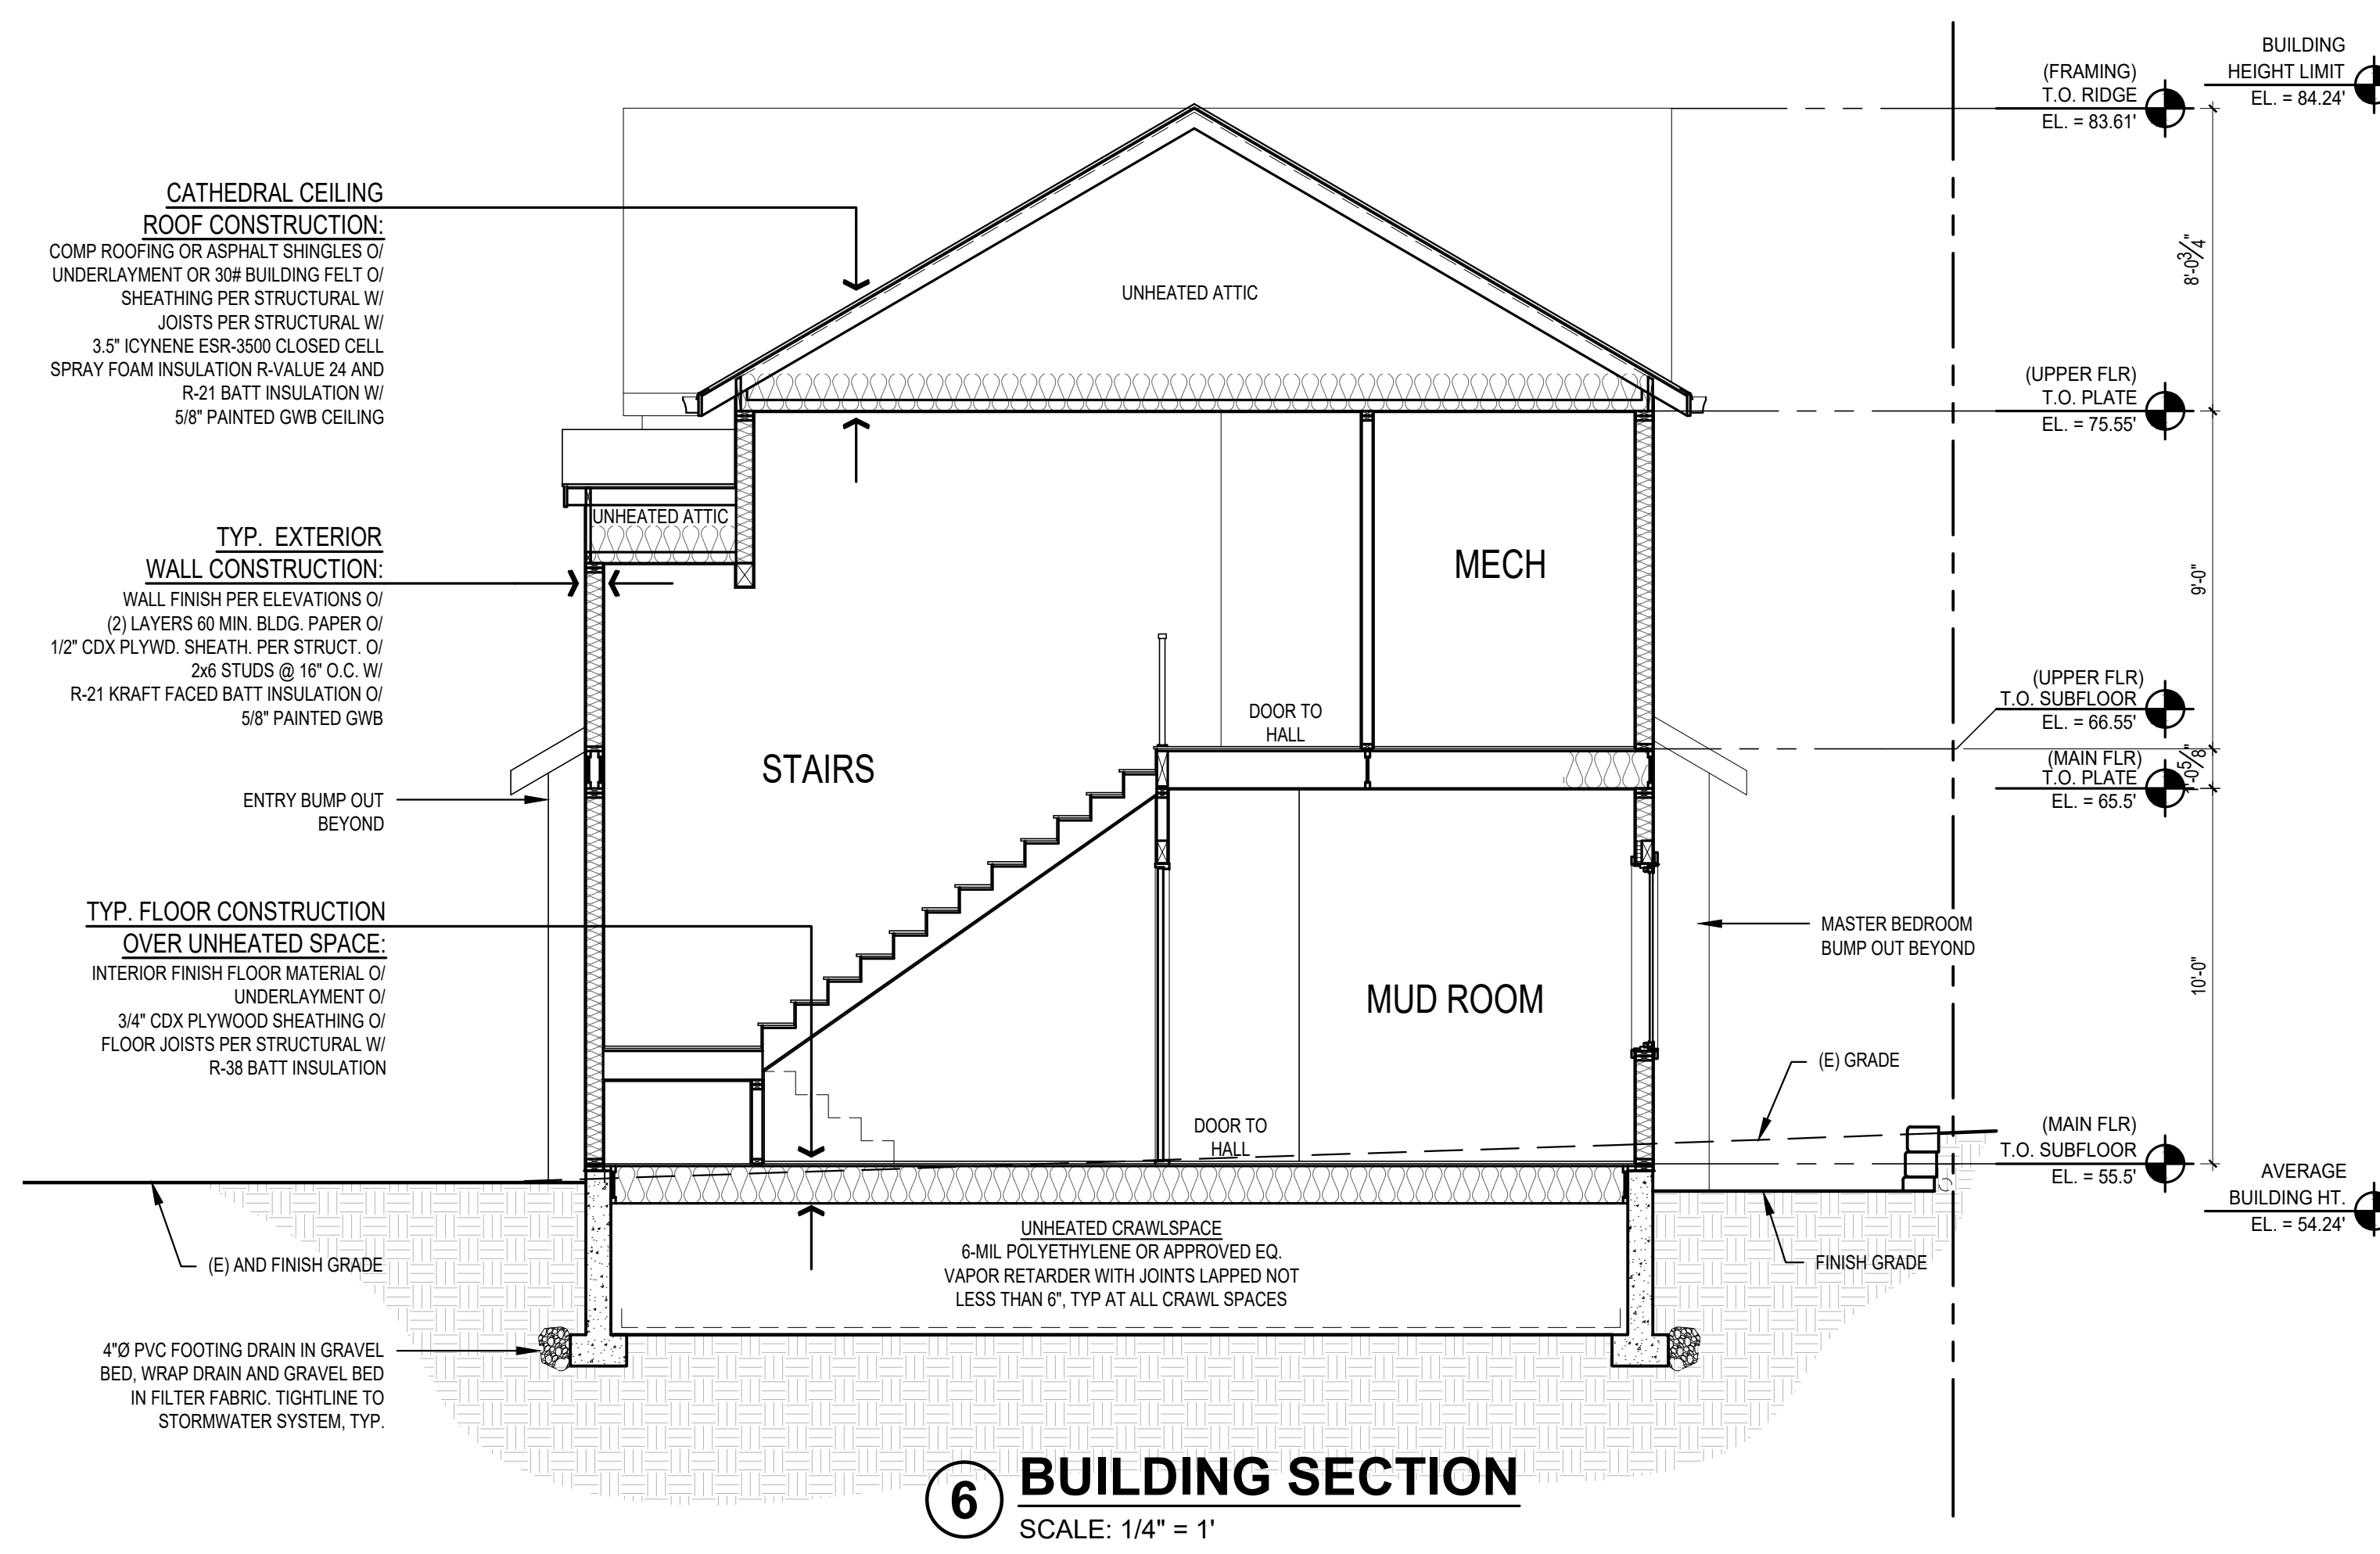 CATHEDRAL CEILING
ROOF CONSTRUCTION:
COMP ROOFING OR ASPHALT SHINGLES O/
UNDERLAYMENT OR 30# BUILDING FELT O/
SHEATHING PER STRUCTURAL W/
JOISTS PER STRUCTURAL W/
3.5" ICYNENE ESR-3500 CLOSED CELL
SPRAY FOAM INSULATION R-VALUE 24 AND
R-21 BATT INSULATION W/
5/8" PAINTED GWB CEILING
TYP. EXTERIOR
WALL CONSTRUCTION:
WALL FINISH PER ELEVATIONS O/
(2) LAYERS 60 MIN. BLDG. PAPER O/
1/2" CDX PLYWD. SHEATH. PER STRUCT. O/
2x6 STUDS @ 16" O.C. W/
R-21 KRAFT FACED BATT INSULATION O/
5/8" PAINTED GWB
ENTRY BUMP OUT
BEYOND
TYP. FLOOR CONSTRUCTION
OVER UNHEATED SPACE:
INTERIOR FINISH FLOOR MATERIAL O/
UNDERLAYMENT O/
3/4" CDX PLYWOOD SHEATHING O/
FLOOR JOISTS PER STRUCTURAL W/
R-38 BATT INSULATION
(E) AND FINISH GRADE
4"Ø PVC FOOTING DRAIN IN GRAVEL
BED, WRAP DRAIN AND GRAVEL BED
IN FILTER FABRIC. TIGHTLINE TO
STORMWATER SYSTEM, TYP.
UNHEATED ATTIC
UNHEATED ATTIC
MECH
STAIRS
DOOR TO
HALL
MUD ROOM
DOOR TO
HALL
UNHEATED CRAWLSPACE
6-MIL POLYETHYLENE OR APPROVED EQ.
VAPOR RETARDER WITH JOINTS LAPPED NOT
LESS THAN 6", TYP AT ALL CRAWL SPACES
MASTER BEDROOM
BUMP OUT BEYOND
(E) GRADE
FINISH GRADE
(FRAMING)
T.O. RIDGE
EL. = 83.61'
BUILDING
HEIGHT LIMIT
EL. = 84.24'
8'-0 3/4"
(UPPER FLR)
T.O. PLATE
EL. = 75.55'
9'-0"
(UPPER FLR)
T.O. SUBFLOOR
EL. = 66.55'
1'-0 5/8"
(MAIN FLR)
T.O. PLATE
EL. = 65.5'
10'-0"
(MAIN FLR)
T.O. SUBFLOOR
EL. = 55.5'
AVERAGE
BUILDING HT.
EL. = 54.24'
6
BUILDING SECTION
SCALE: 1/4" = 1'